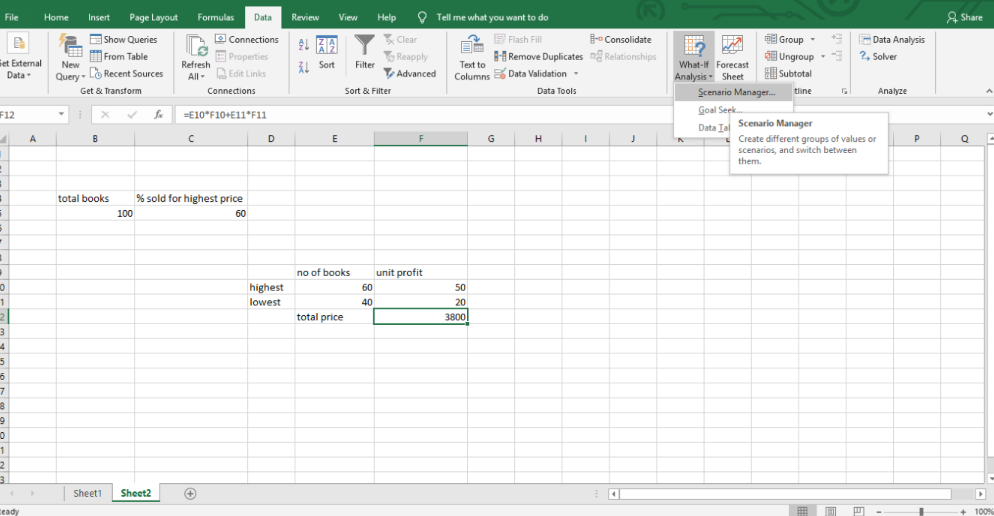 File Home Insert Page Layout Formulas Data Review View Help Tell me what you want to do Share
Show Queries Connections Clear Flash Fill Consolidate Group Data Analysis
From Table Properties Reapply Remove Duplicates Relationships Ungroup Solver
Recent Sources Edit Links Advanced Data Validation Subtotal
et External Data
New Query
Refresh All
Sort
Filter
Text to Columns
What-If Analysis
Forecast Sheet
Get & Transform Connections Sort & Filter Data Tools tline Analyze
Scenario Manager...
Goal Seek...
Data Ta
Scenario Manager
Create different groups of values or
scenarios, and switch between
them.
F12 fx =E10*F10+E11*F11
A B C D E F G H I J K L O P Q
total books % sold for highest price
100 60
no of books unit profit
highest 60 50
lowest 40 20
total price 3800
Sheet1 Sheet2
eady 100%